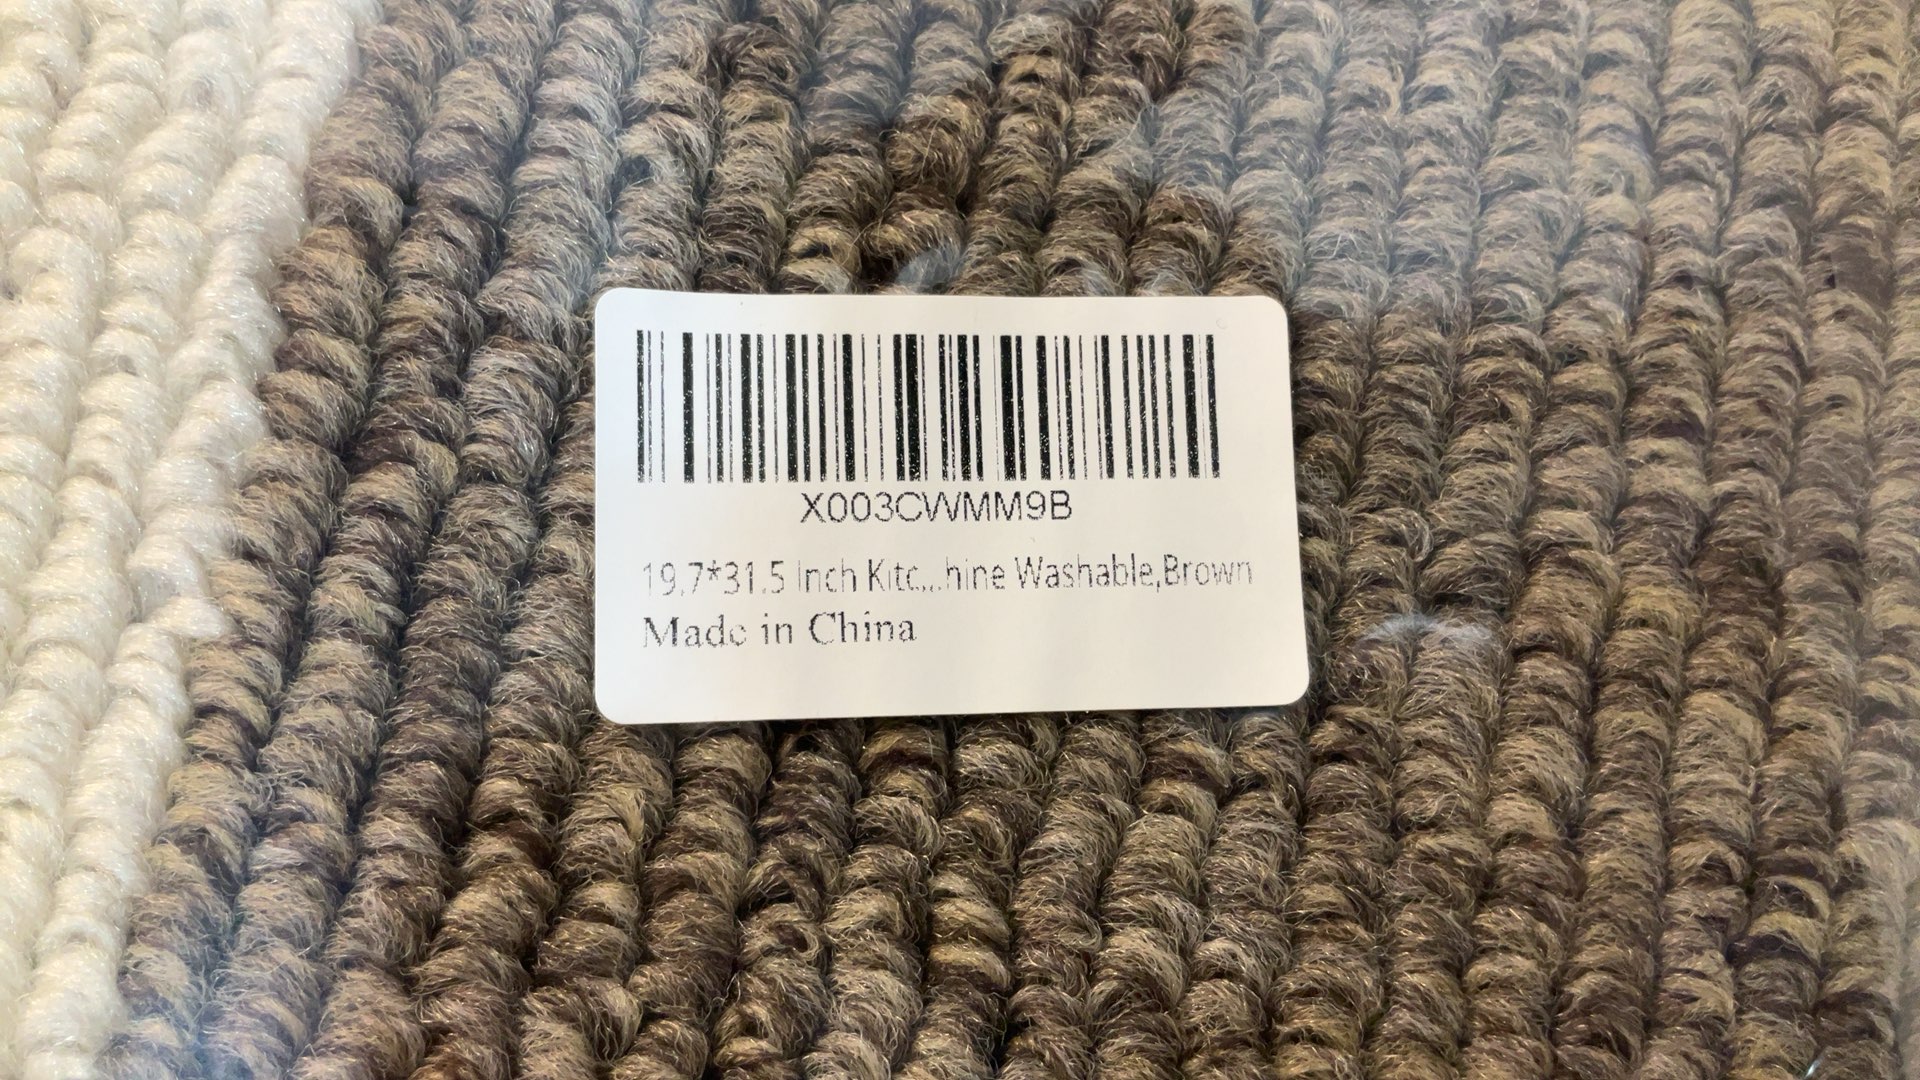 X003CWMM9B
19.7*31.5 Inch Kitc...hine Washable,Brown
Made in China